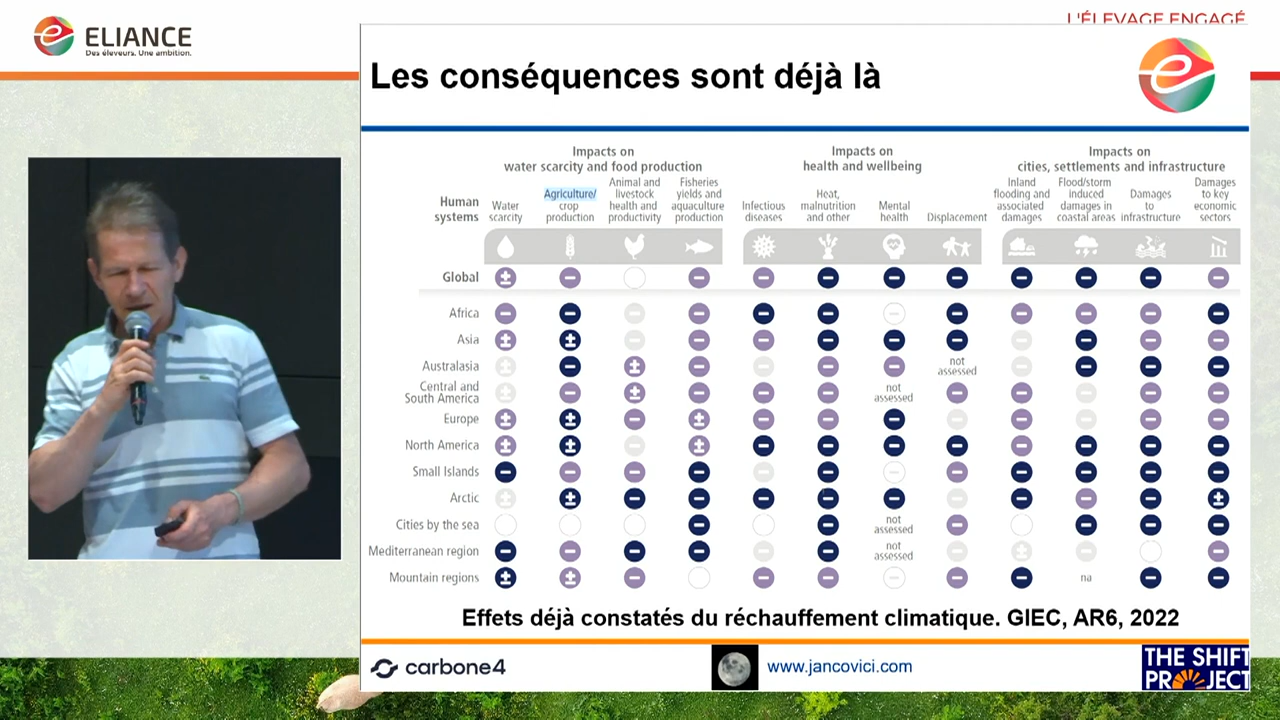 L'ÉLEVAGE ENGAGÉ
ELIANCE
Des éleveurs. Une ambition.
Les conséquences sont déjà là
Impacts on
water scarcity and food production
Impacts on
health and wellbeing
Impacts on
cities, settlements and infrastructure
Human
systems
Water
scarcity
Agriculture/
crop
production
Animal and
livestock
health and
productivity
Fisheries
yields and
aquaculture
production
Infectious
diseases
Heat,
malnutrition
and other
Mental
health
Displacement
Inland
flooding and
associated
damages
Flood/storm
induced
damages in
coastal areas
Damages
to
infrastructure
Damages
to key
economic
sectors
Global
± − − − − − − − − − −
Africa
− − − − − − − − − − − −
Asia
± ± − − − − − − − − − −
Australasia
± − ± − − − − not
assessed
− − − −
Central and
South America
± − ± − − − not
assessed
− − − − −
Europe
± ± − ± − − − − − − − −
North America
± ± − ± − − − − − − − −
Small Islands
− − − − − − − − − − − −
Arctic
± ± − − − − − − − − − ±
Cities by the sea
− − not
assessed
− − − −
Mediterranean region
− − − − − − not
assessed
− ± − −
Mountain regions
± ± − − − − − − na − −
Effets déjà constatés du réchauffement climatique. GIEC, AR6, 2022
carbone4
www.jancovici.com
THE SHIFT
PROJECT